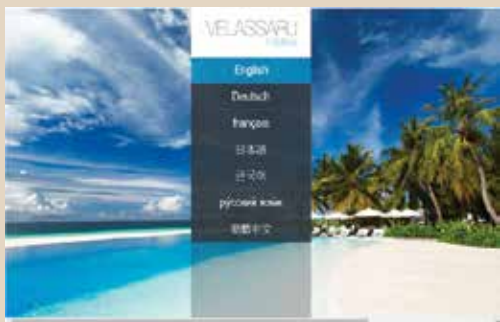 VELASSARU
English
Deutsch
français
日本語
한국어
русский язык